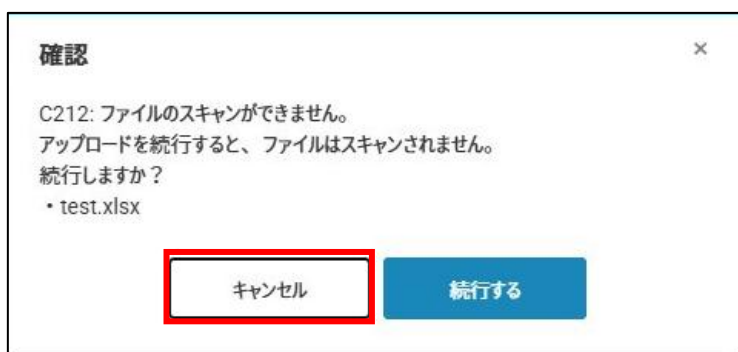 確認
×
C212: ファイルのスキャンができません。
アップロードを続行すると、ファイルはスキャンされません。
続行しますか？
・test.xlsx
キャンセル
続行する